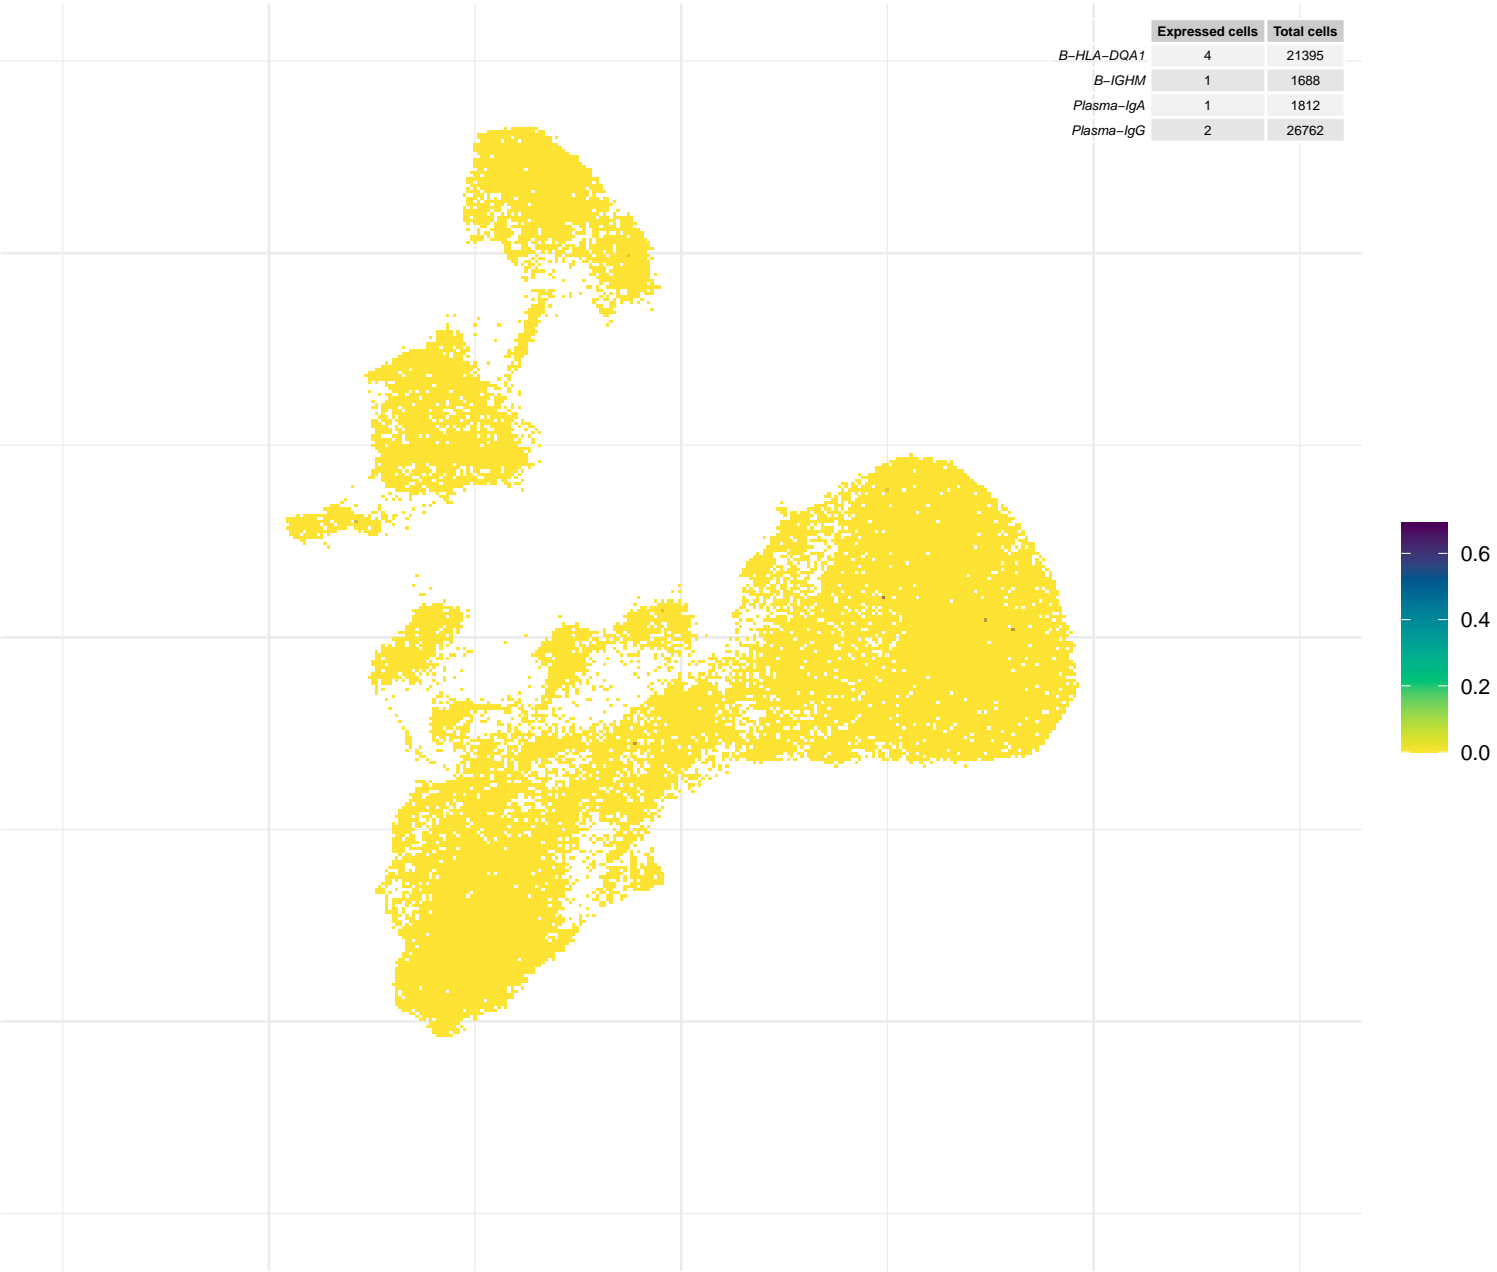 Expressed cells Total cells
B−HLA−DQA1 4 21395
B−IGHM 1 1688
Plasma−IgA 1 1812
Plasma−IgG 2 26762
0.6
0.4
0.2
0.0